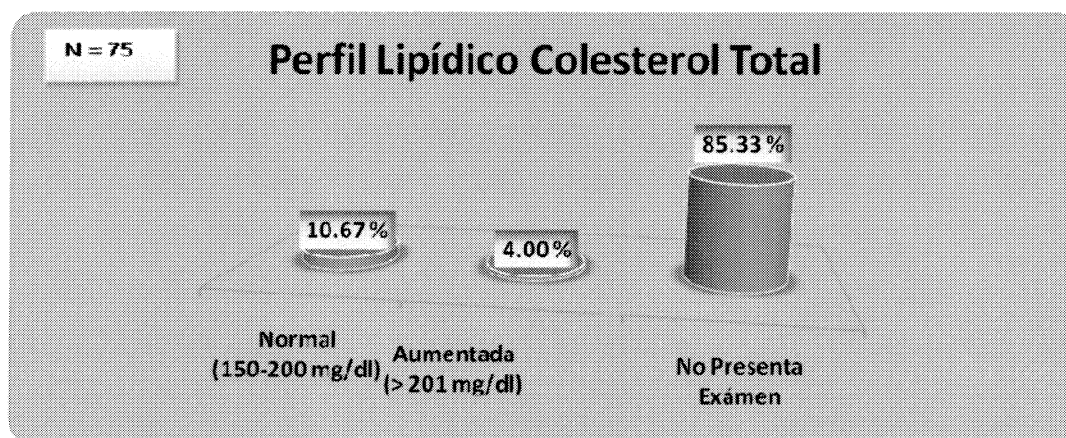 N = 75
Perfil Lipídico Colesterol Total
10.67%
4.00%
85.33%
Normal
(150-200 mg/dl)
Aumentada
(> 201 mg/dl)
No Presenta
Exámen